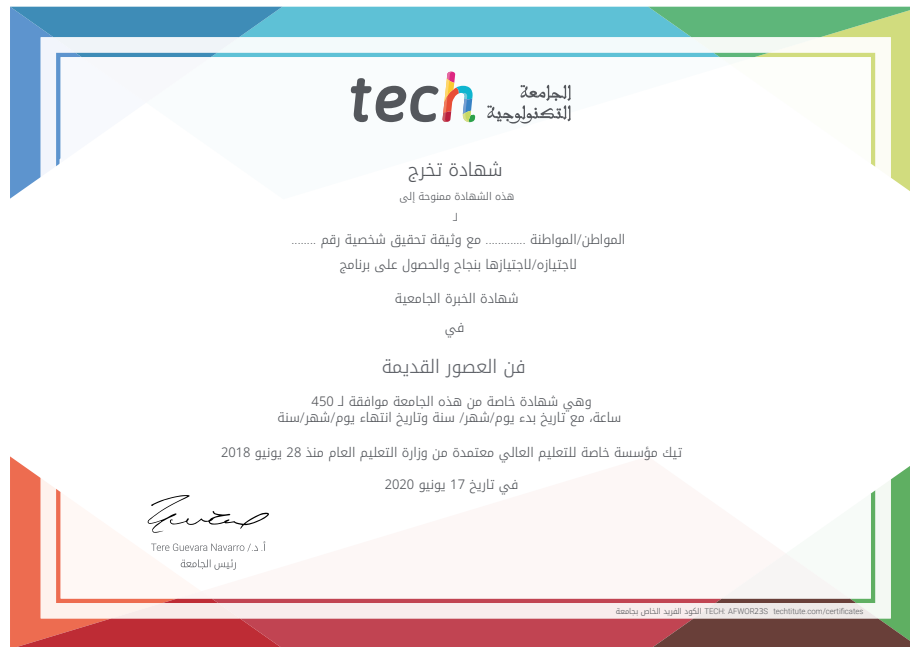 tech
الجامعة
التكنولوجية
شهادة تخرج
هذه الشهادة ممنوحة إلى
لـ
المواطن/المواطنة ............ مع وثيقة تحقيق شخصية رقم ........
لاجتيازه/لاجتيازها بنجاح والحصول على برنامج
شهادة الخبرة الجامعية
في
فن العصور القديمة
وهي شهادة خاصة من هذه الجامعة موافقة لـ 450
ساعة، مع تاريخ بدء يوم/شهر/ سنة وتاريخ انتهاء يوم/شهر/سنة
تيك مؤسسة خاصة للتعليم العالي معتمدة من وزارة التعليم العام منذ 28 يونيو 2018
في تاريخ 17 يونيو 2020
أ.د./ Tere Guevara Navarro
رئيس الجامعة
الكود الفريد الخاص بجامعة TECH: AFWOR23S techtitute.com/certificates